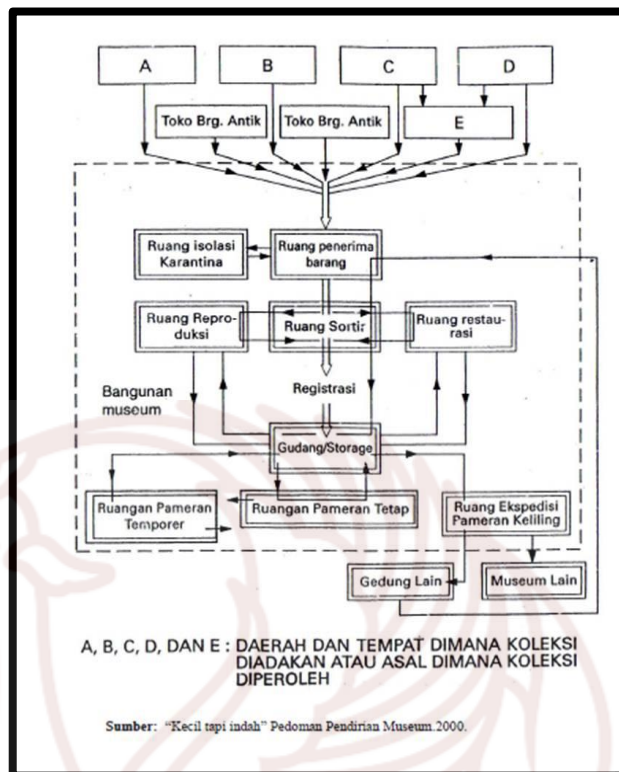 A
B
C
D
Toko Brg. Antik
Toko Brg. Antik
E
Ruang isolasi
Karantina
Ruang penerima
barang
Ruang Repro-
duksi
Ruang Sortir
Ruang restau-
rasi
Registrasi
Bangunan
museum
Gudang/Storage
Ruangan Pameran
Temporer
Ruangan Pameran Tetap
Ruang Ekspedisi
Pameran Keliling
Gedung Lain
Museum Lain
A, B, C, D, DAN E : DAERAH DAN TEMPAT DIMANA KOLEKSI
DIADAKAN ATAU ASAL DIMANA KOLEKSI
DIPEROLEH
Sumber: "Kecil tapi indah" Pedoman Pendirian Museum.2000.